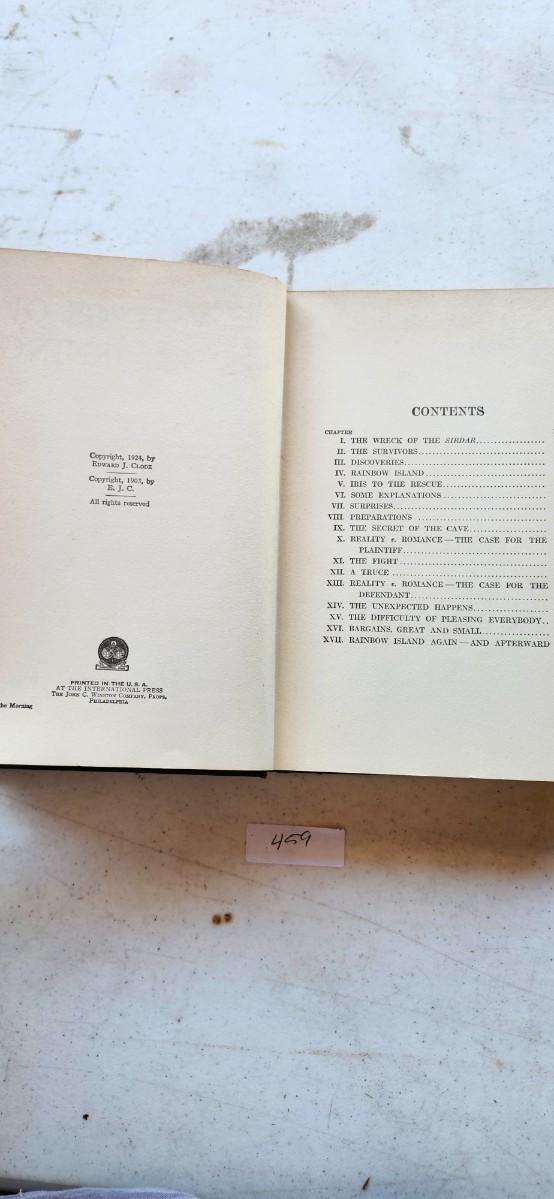 Copyright, 1924, by
EDWARD J. CLODE
Copyright, 1903, by
E. J. C.
All rights reserved
PRINTED IN THE U. S. A.
AT THE INTERNATIONAL PRESS
THE JOHN C. WINSTON COMPANY, PROPS.
PHILADELPHIA
the Morning
CONTENTS
CHAPTER
I. THE WRECK OF THE SIRDAR
II. THE SURVIVORS
III. DISCOVERIES
IV. RAINBOW ISLAND
V. IRIS TO THE RESCUE
VI. SOME EXPLANATIONS
VII. SURPRISES
VIII. PREPARATIONS
IX. THE SECRET OF THE CAVE
X. REALITY v. ROMANCE — THE CASE FOR THE
PLAINTIFF
XI. THE FIGHT
XII. A TRUCE
XIII. REALITY v. ROMANCE — THE CASE FOR THE
DEFENDANT
XIV. THE UNEXPECTED HAPPENS
XV. THE DIFFICULTY OF PLEASING EVERYBODY
XVI. BARGAINS, GREAT AND SMALL
XVII. RAINBOW ISLAND AGAIN — AND AFTERWARD
459